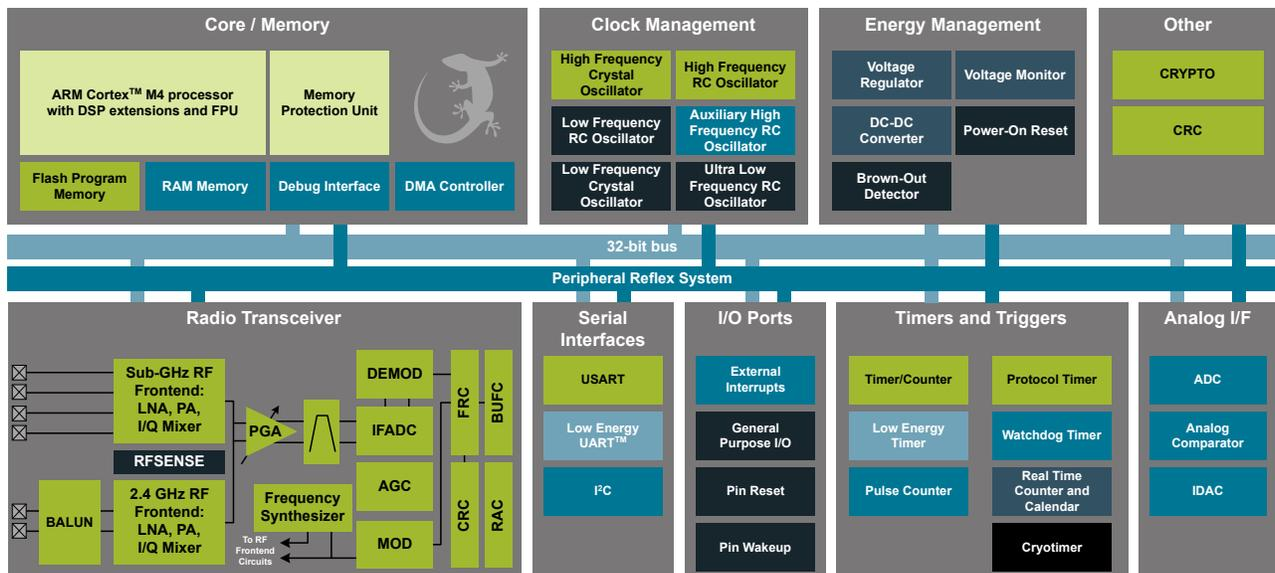 Core / Memory
ARM Cortex™ M4 processor
with DSP extensions and FPU
Memory
Protection Unit
Flash Program
Memory
RAM Memory
Debug Interface
DMA Controller
Clock Management
High Frequency
Crystal
Oscillator
High Frequency
RC Oscillator
Low Frequency
RC Oscillator
Auxiliary High
Frequency RC
Oscillator
Low Frequency
Crystal
Oscillator
Ultra Low
Frequency RC
Oscillator
Energy Management
Voltage
Regulator
Voltage Monitor
DC-DC
Converter
Power-On Reset
Brown-Out
Detector
Other
CRYPTO
CRC
32-bit bus
Peripheral Reflex System
Radio Transceiver
Sub-GHz RF
Frontend:
LNA, PA,
I/Q Mixer
RFSENSE
BALUN
2.4 GHz RF
Frontend:
LNA, PA,
I/Q Mixer
PGA
Frequency
Synthesizer
To RF
Frontend
Circuits
DEMOD
IFADC
AGC
MOD
FRC
BUFC
CRC
RAC
Serial
Interfaces
USART
Low Energy
UART™
I²C
I/O Ports
External
Interrupts
General
Purpose I/O
Pin Reset
Pin Wakeup
Timers and Triggers
Timer/Counter
Protocol Timer
Low Energy
Timer
Watchdog Timer
Pulse Counter
Real Time
Counter and
Calendar
Cryotimer
Analog I/F
ADC
Analog
Comparator
IDAC